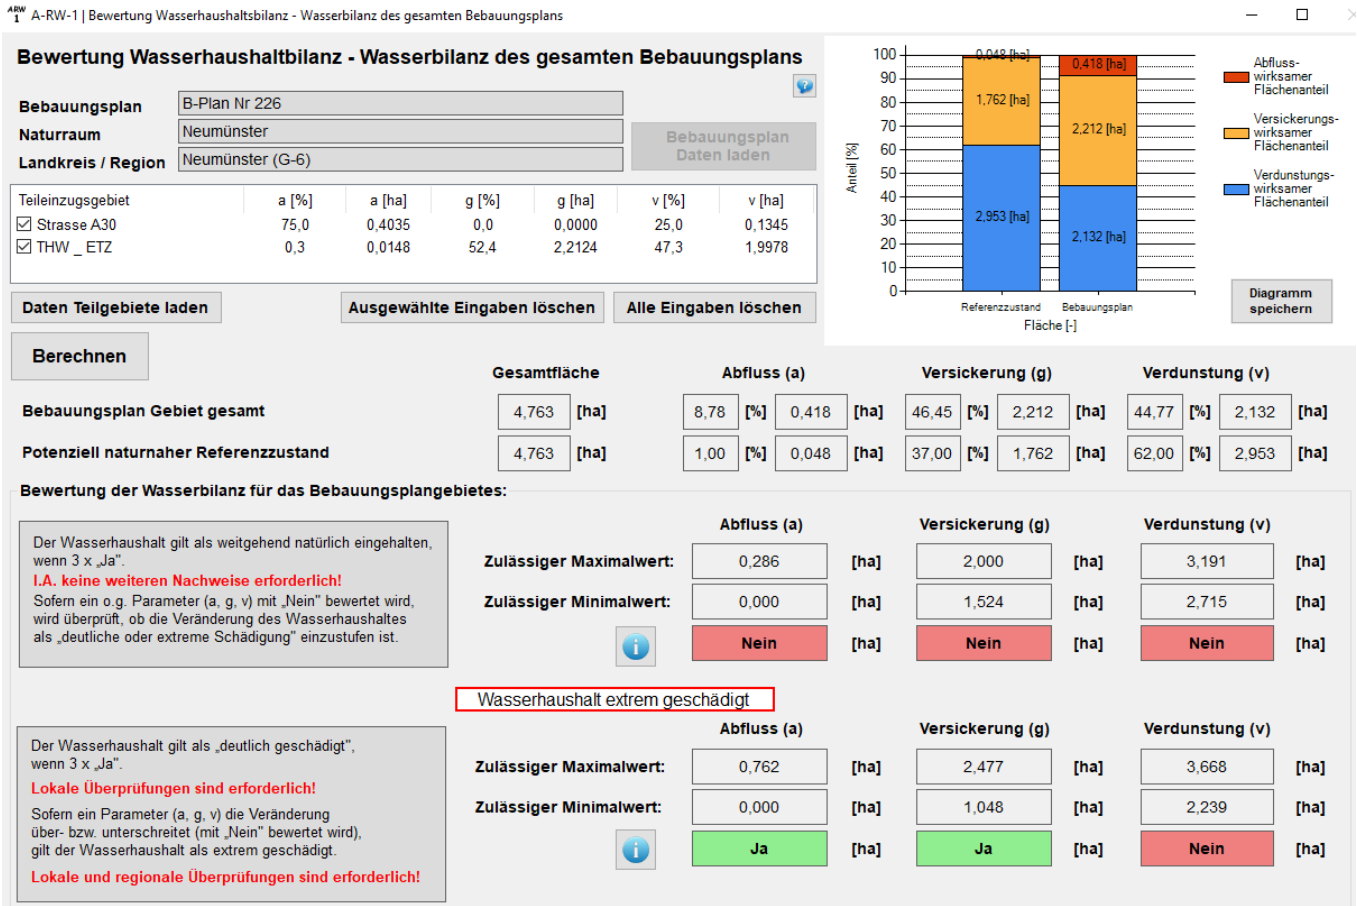 ARW 1 A-RW-1 | Bewertung Wasserhaushaltsbilanz - Wasserbilanz des gesamten Bebauungsplans
Bewertung Wasserhaushaltbilanz - Wasserbilanz des gesamten Bebauungsplans
Bebauungsplan B-Plan Nr 226
Naturraum Neumünster
Landkreis / Region Neumünster (G-6)
Bebauungsplan
Daten laden
Teileinzugsgebiet a [%] a [ha] g [%] g [ha] v [%] v [ha]
Strasse A30 75,0 0,4035 0,0 0,0000 25,0 0,1345
THW _ ETZ 0,3 0,0148 52,4 2,2124 47,3 1,9978
Daten Teilgebiete laden Ausgewählte Eingaben löschen Alle Eingaben löschen
Berechnen
Anteil [%]
100
90
80
70
60
50
40
30
20
10
0
0,048 [ha]
1,762 [ha]
2,953 [ha]
0,418 [ha]
2,212 [ha]
2,132 [ha]
Referenzzustand Bebauungsplan
Fläche [-]
Abfluss-
wirksamer
Flächenanteil
Versickerungs-
wirksamer
Flächenanteil
Verdunstungs-
wirksamer
Flächenanteil
Diagramm
speichern
Gesamtfläche Abfluss (a) Versickerung (g) Verdunstung (v)
Bebauungsplan Gebiet gesamt 4,763 [ha] 8,78 [%] 0,418 [ha] 46,45 [%] 2,212 [ha] 44,77 [%] 2,132 [ha]
Potenziell naturnaher Referenzzustand 4,763 [ha] 1,00 [%] 0,048 [ha] 37,00 [%] 1,762 [ha] 62,00 [%] 2,953 [ha]
Bewertung der Wasserbilanz für das Bebauungsplangebietes:
Der Wasserhaushalt gilt als weitgehend natürlich eingehalten,
wenn 3 x „Ja".
I.A. keine weiteren Nachweise erforderlich!
Sofern ein o.g. Parameter (a, g, v) mit „Nein" bewertet wird,
wird überprüft, ob die Veränderung des Wasserhaushaltes
als „deutliche oder extreme Schädigung" einzustufen ist.
Abfluss (a) Versickerung (g) Verdunstung (v)
Zulässiger Maximalwert: 0,286 [ha] 2,000 [ha] 3,191 [ha]
Zulässiger Minimalwert: 0,000 [ha] 1,524 [ha] 2,715 [ha]
Nein [ha] Nein [ha] Nein [ha]
Wasserhaushalt extrem geschädigt
Der Wasserhaushalt gilt als „deutlich geschädigt",
wenn 3 x „Ja".
Lokale Überprüfungen sind erforderlich!
Sofern ein Parameter (a, g, v) die Veränderung
über- bzw. unterschreitet (mit „Nein" bewertet wird),
gilt der Wasserhaushalt als extrem geschädigt.
Lokale und regionale Überprüfungen sind erforderlich!
Abfluss (a) Versickerung (g) Verdunstung (v)
Zulässiger Maximalwert: 0,762 [ha] 2,477 [ha] 3,668 [ha]
Zulässiger Minimalwert: 0,000 [ha] 1,048 [ha] 2,239 [ha]
Ja [ha] Ja [ha] Nein [ha]